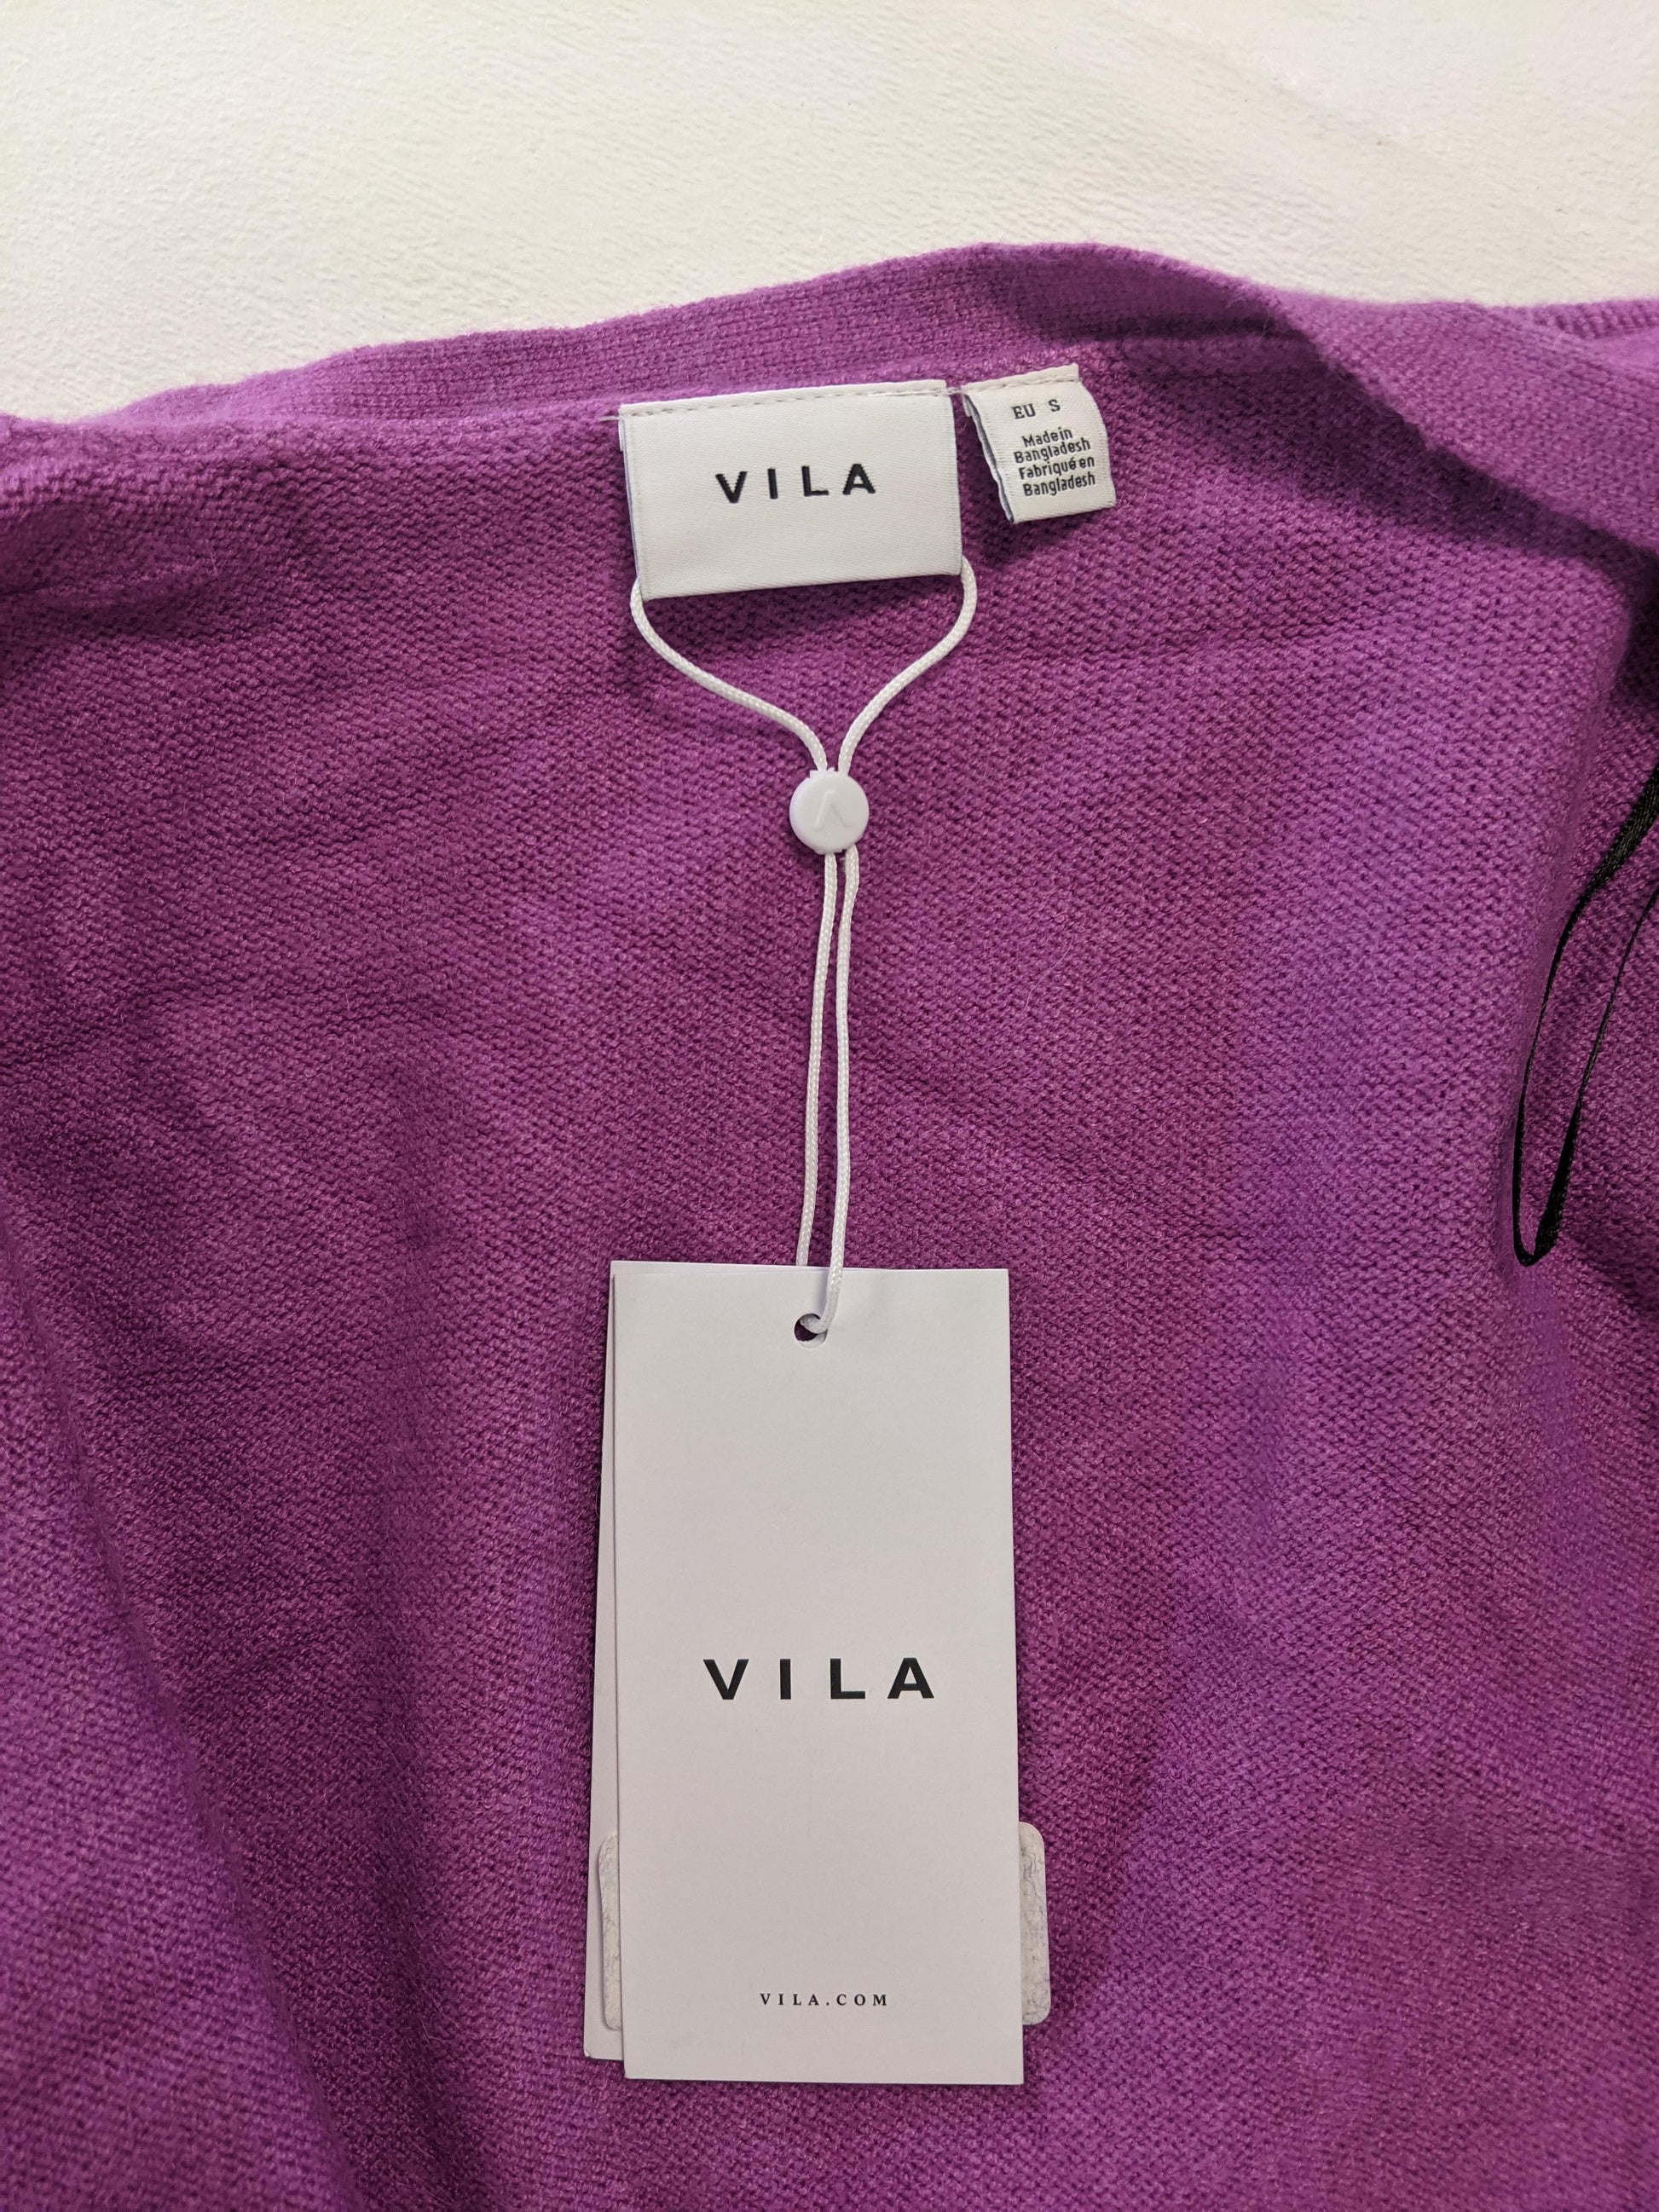 VILA
EU S
Made in
Bangladesh
Fabriqué en
Bangladesh
VILA
VILA.COM